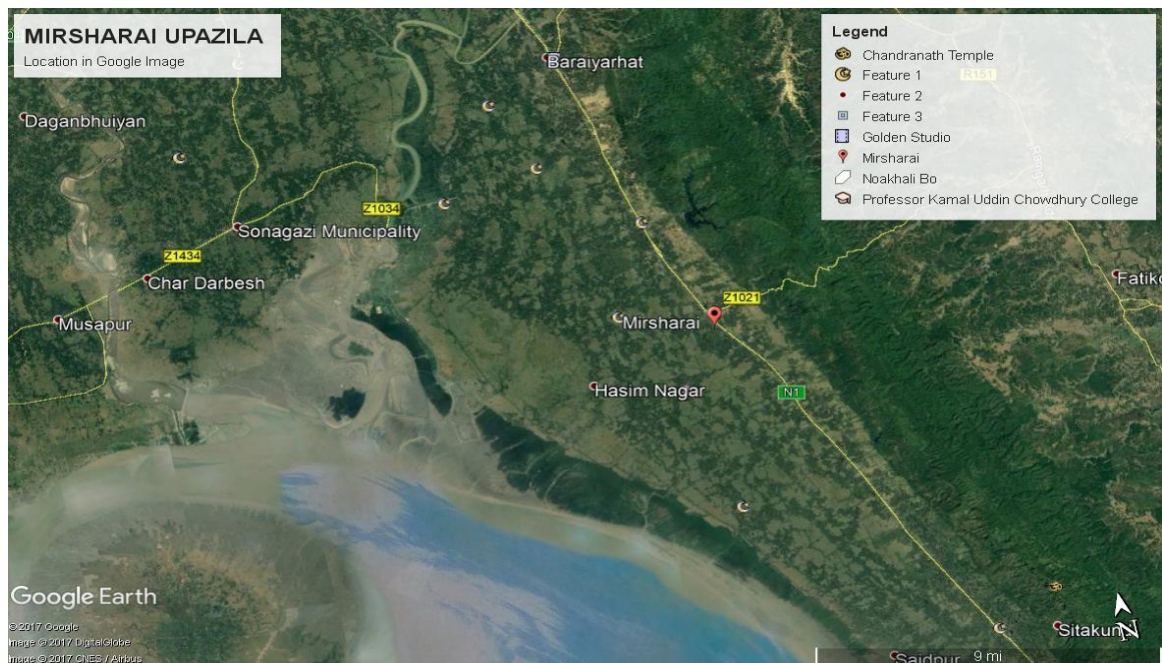 MIRSHARAI UPAZILA
Location in Google Image
Legend
Chandranath Temple
Feature 1
Feature 2
Feature 3
Golden Studio
Mirsharai
Noakhali Bo
Professor Kamal Uddin Chowdhury College
R151
Baraiyarhat
Daganbhuiyan
Z1034
Sonagazi Municipality
Z1434
Char Darbesh
Musapur
Fatik
Z1021
Mirsharai
Hasim Nagar
N1
Google Earth
© 2017 Google
Image © 2017 DigitalGlobe
Image © 2017 CNES / Airbus
N
Sitakund
Saidpur
9 mi